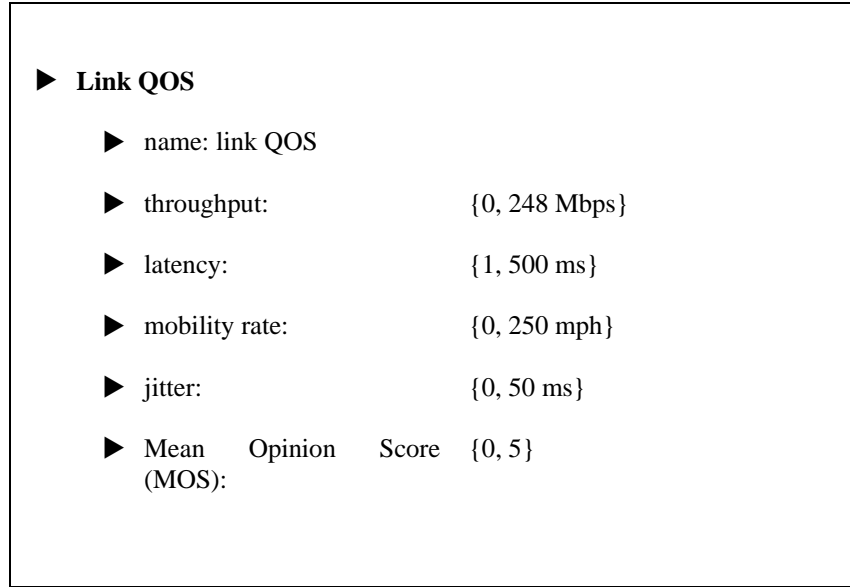 ▶ Link QOS
▶ name: link QOS
▶ throughput: {0, 248 Mbps}
▶ latency: {1, 500 ms}
▶ mobility rate: {0, 250 mph}
▶ jitter: {0, 50 ms}
▶ Mean Opinion Score {0, 5}
(MOS):